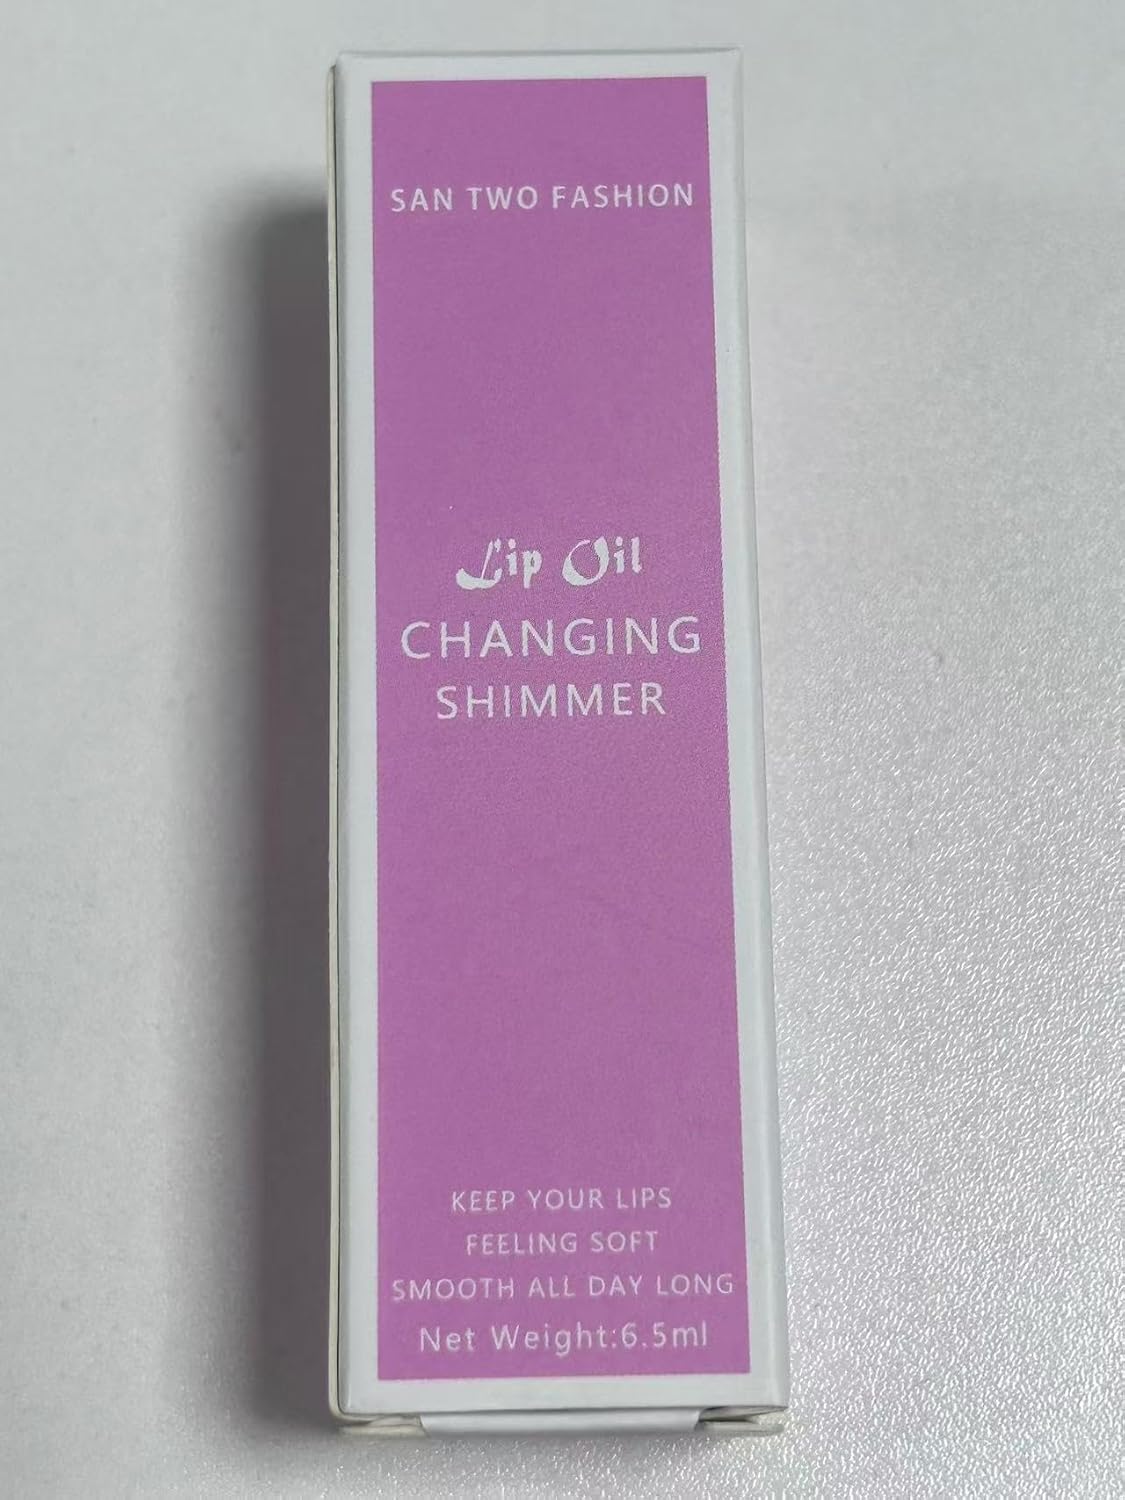 SAN TWO FASHION
Lip Oil
CHANGING
SHIMMER
KEEP YOUR LIPS
FEELING SOFT
SMOOTH ALL DAY LONG
Net Weight:6.5ml